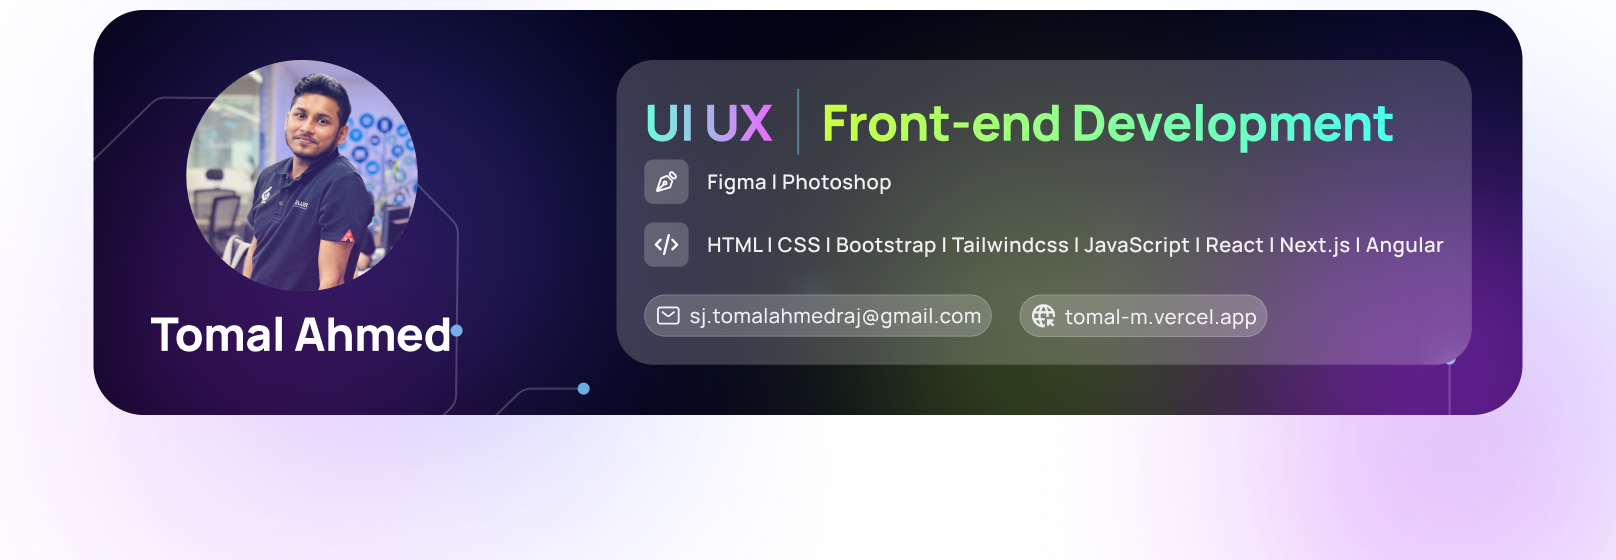 Tomal Ahmed
UI UX | Front-end Development
Figma | Photoshop
HTML | CSS | Bootstrap | Tailwindcss | JavaScript | React | Next.js | Angular
sj.tomalahmedraj@gmail.com
tomal-m.vercel.app